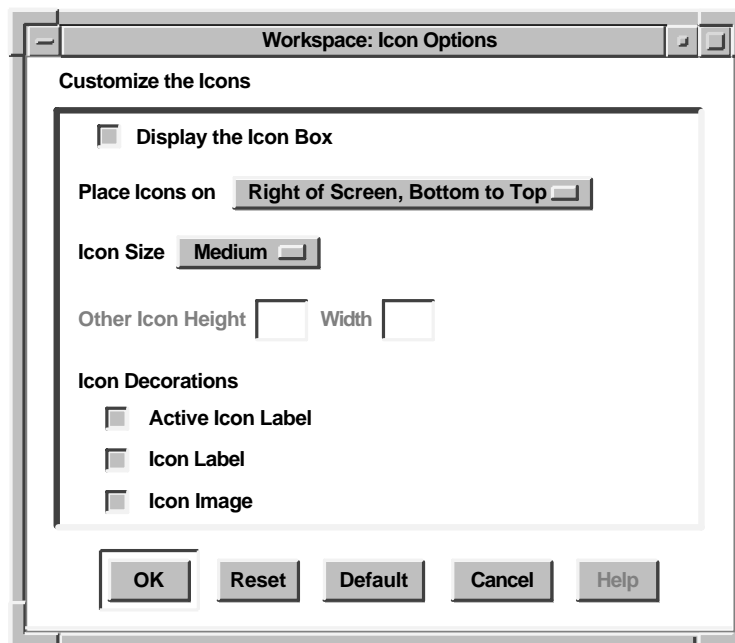 Workspace: Icon Options
Customize the Icons
Display the Icon Box
Place Icons on Right of Screen, Bottom to Top
Icon Size Medium
Other Icon Height Width
Icon Decorations
Active Icon Label
Icon Label
Icon Image
OK Reset Default Cancel Help